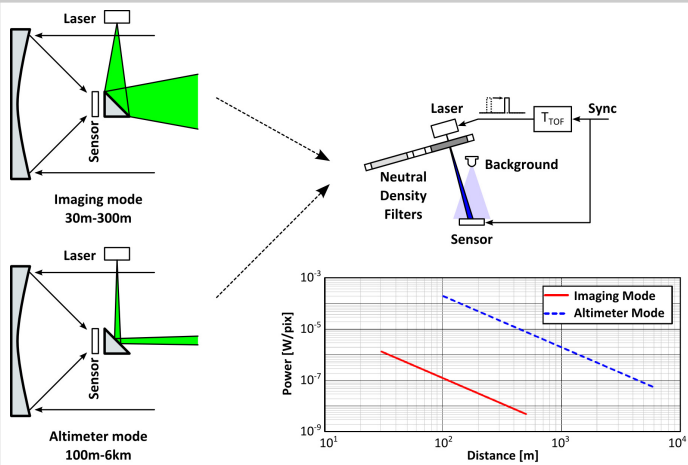 Laser
Sensor
Imaging mode
30m-300m
Laser
Sensor
Altimeter mode
100m-6km
Laser
T_TOF
Sync
Background
Neutral
Density
Filters
Sensor
10^-3
10^-5
10^-7
10^-9
Power [W/pix]
Imaging Mode
Altimeter Mode
10^1
10^2
10^3
10^4
Distance [m]